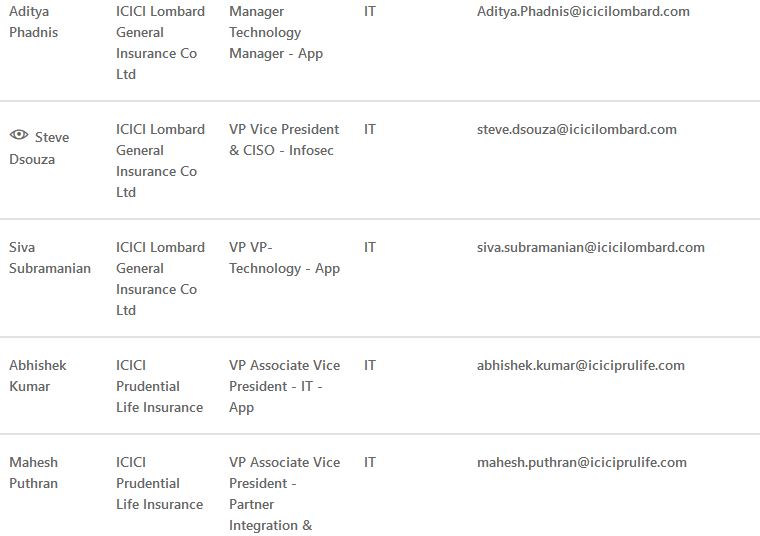 Aditya Phadnis
ICICI Lombard General Insurance Co Ltd
Manager Technology Manager - App
IT
Aditya.Phadnis@icicilombard.com
Steve Dsouza
ICICI Lombard General Insurance Co Ltd
VP Vice President & CISO - Infosec
IT
steve.dsouza@icicilombard.com
Siva Subramanian
ICICI Lombard General Insurance Co Ltd
VP VP- Technology - App
IT
siva.subramanian@icicilombard.com
Abhishek Kumar
ICICI Prudential Life Insurance
VP Associate Vice President - IT - App
IT
abhishek.kumar@iciciprulife.com
Mahesh Puthran
ICICI Prudential Life Insurance
VP Associate Vice President - Partner Integration &
IT
mahesh.puthran@iciciprulife.com